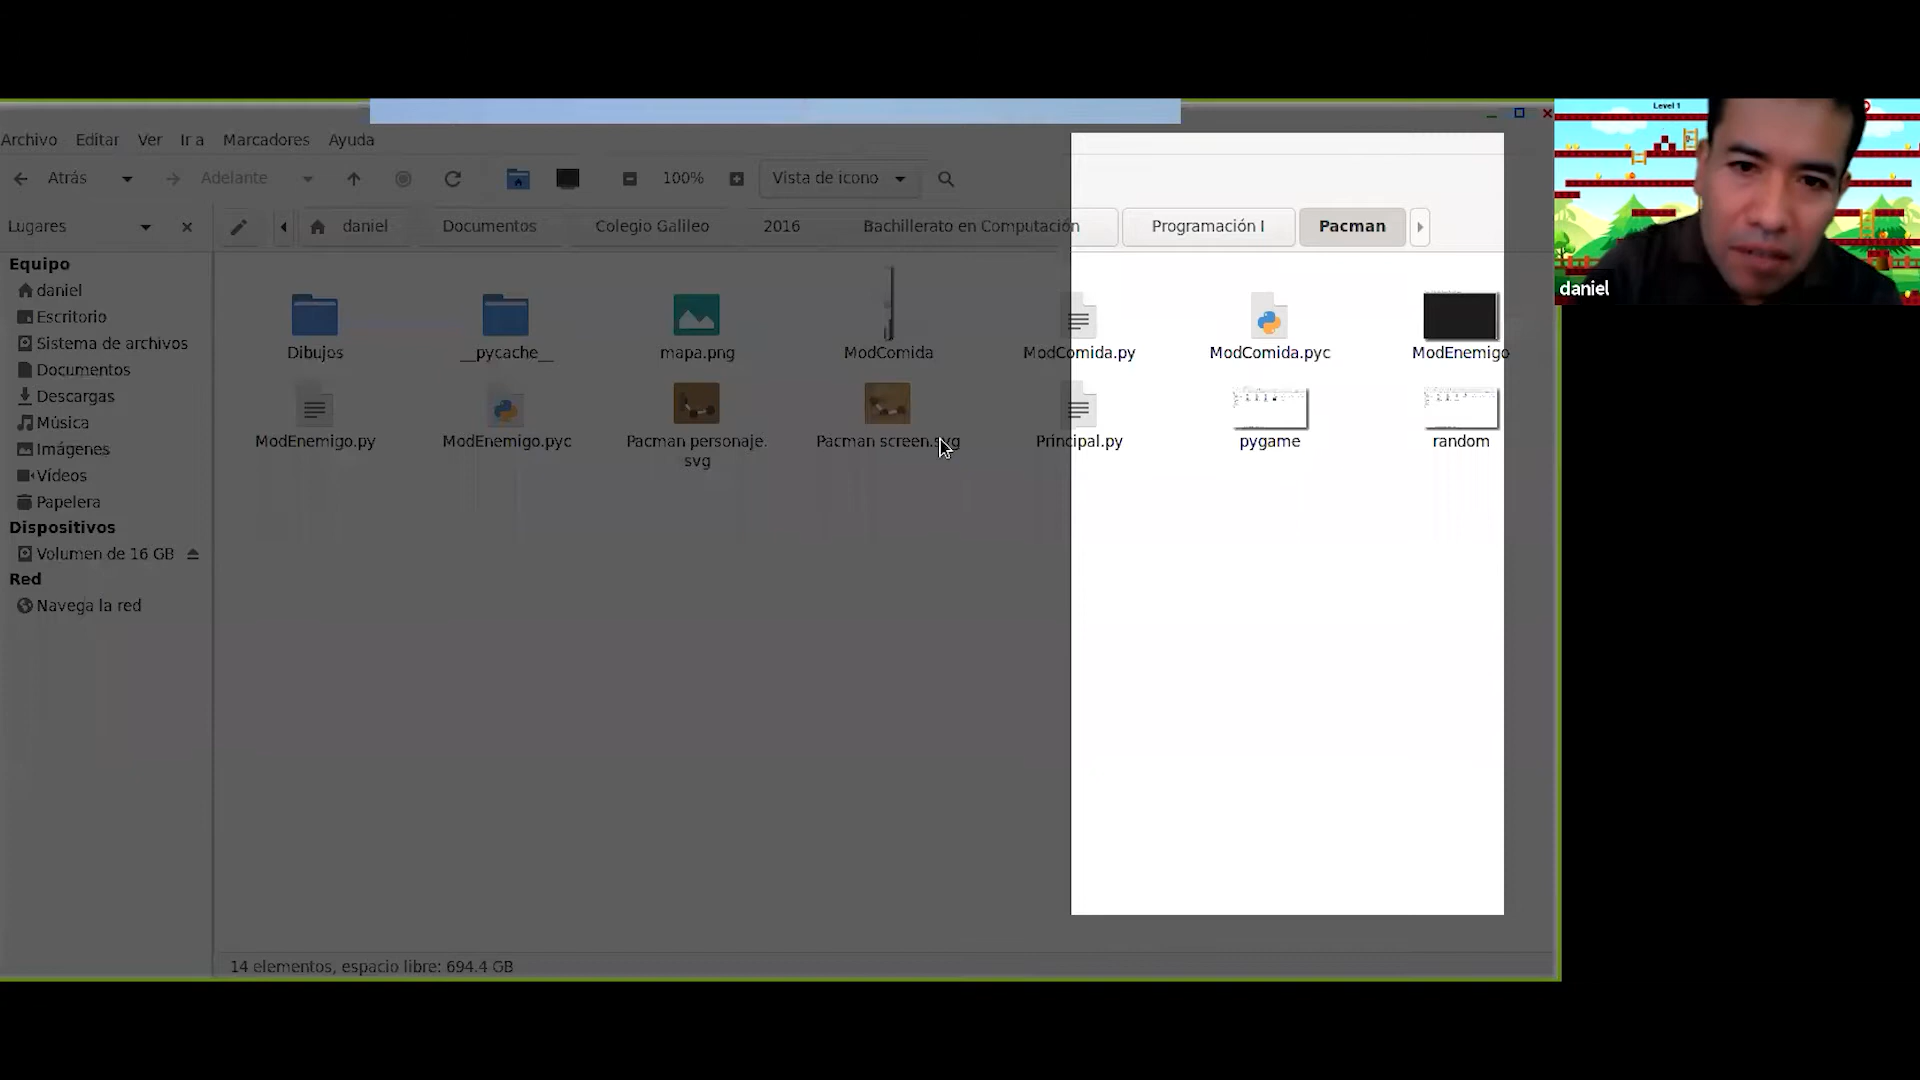 Archivo Editar Ver Ir a Marcadores Ayuda
Atrás Adelante 100% Vista de icono
Lugares daniel Documentos Colegio Galileo 2016 Bachillerato en Computación Programación I Pacman
Equipo
daniel
Escritorio
Sistema de archivos
Documentos
Descargas
Música
Imágenes
Vídeos
Papelera
Dispositivos
Volumen de 16 GB
Red
Navega la red
Dibujos __pycache__ mapa.png ModComida ModComida.py ModComida.pyc ModEnemigo
ModEnemigo.py ModEnemigo.pyc Pacman personaje. Pacman screen.svg Principal.py pygame random
svg
14 elementos, espacio libre: 694.4 GB
Level 1
daniel